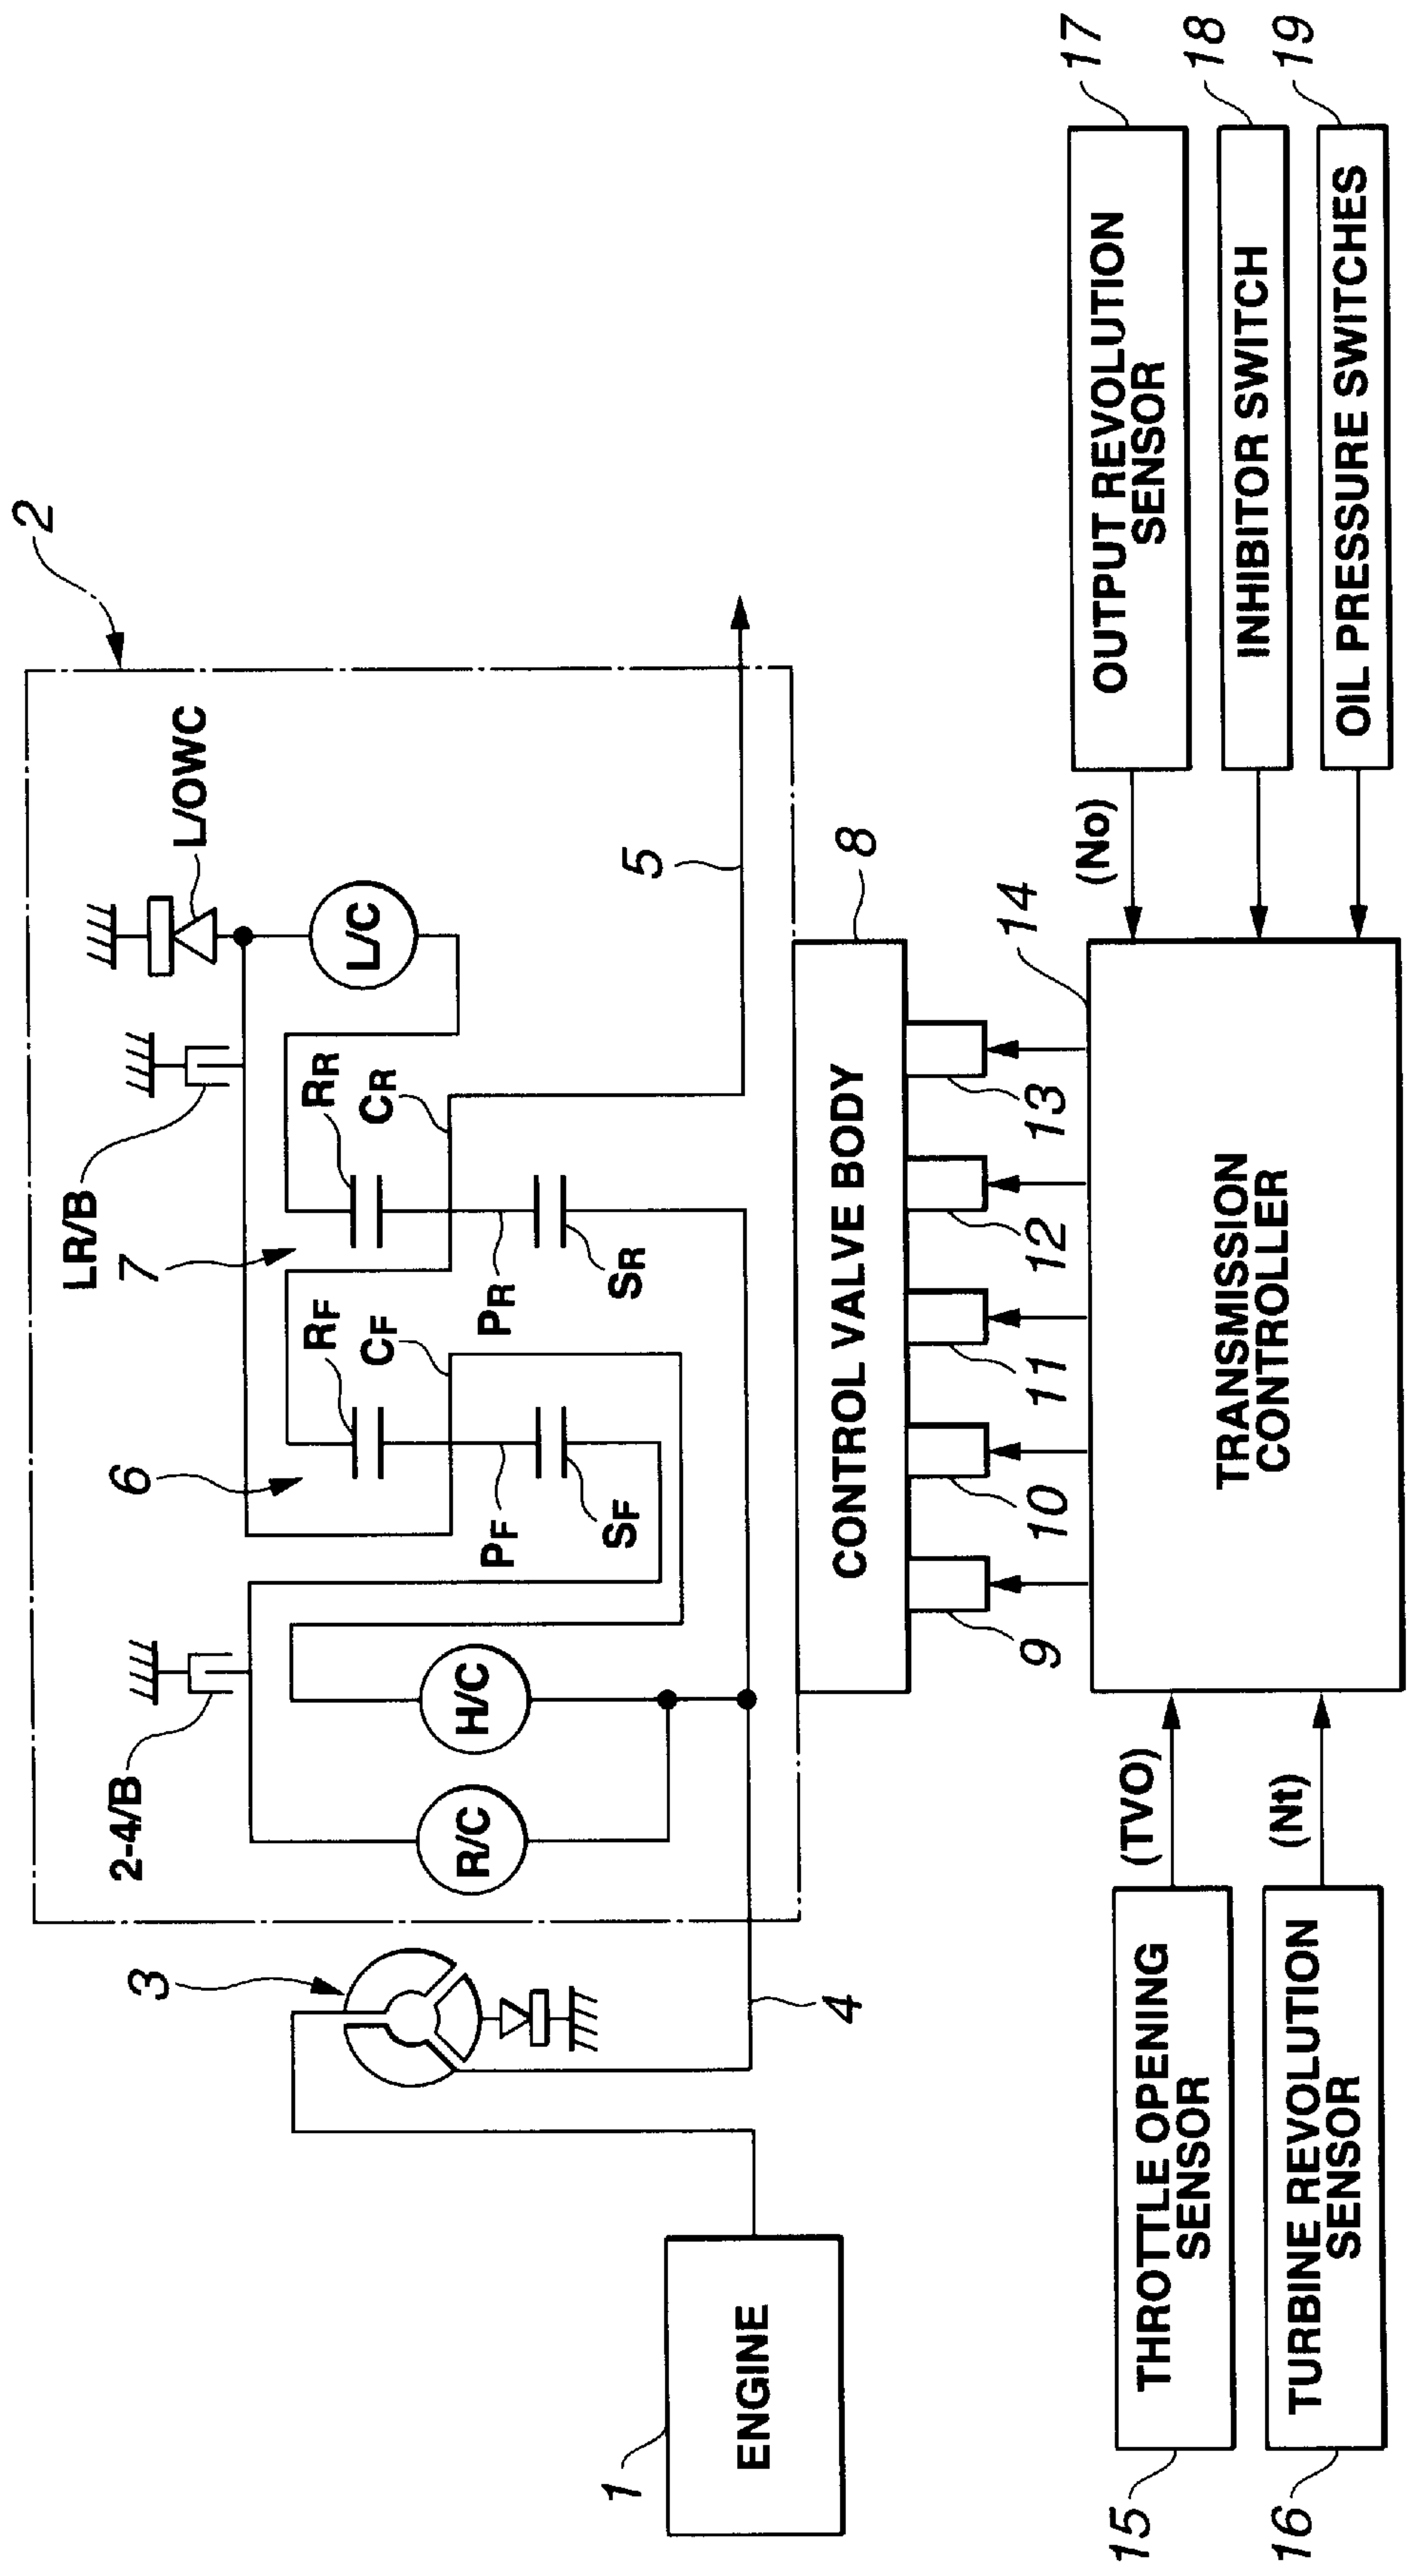 2
L/OWC
LR/B
7
6
2-4/B
3
L/C
RR
CR
RF
CF
PR
SR
PF
SF
H/C
R/C
5
4
1
ENGINE
8
CONTROL VALVE BODY
9
10
11
12
13
14
TRANSMISSION
CONTROLLER
(TVO)
(Nt)
(No)
15
THROTTLE OPENING
SENSOR
16
TURBINE REVOLUTION
SENSOR
17
OUTPUT REVOLUTION
SENSOR
18
INHIBITOR SWITCH
19
OIL PRESSURE SWITCHES